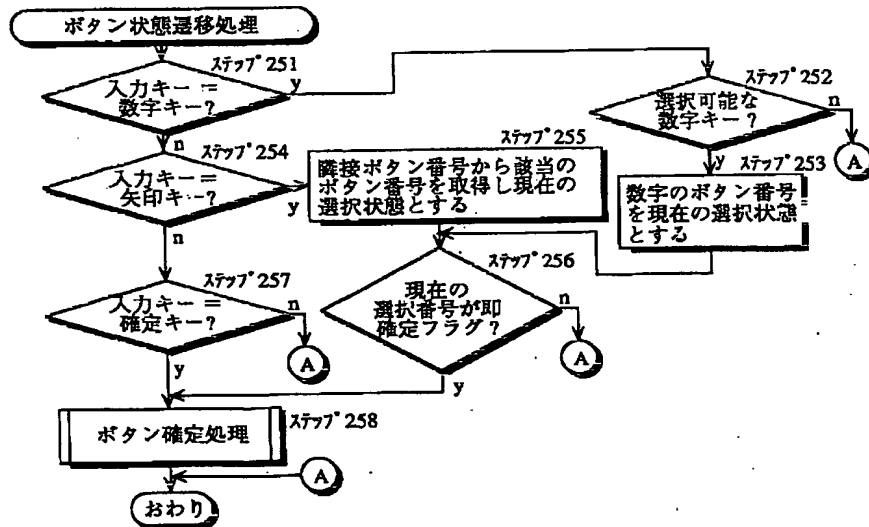 ボタン状態遷移処理
ステップ251
入力キー＝
数字キー？
y
n
ステップ252
選択可能な
数字キー？
n
A
y
ステップ253
数字のボタン番号
を現在の選択状態
とする
ステップ254
入力キー＝
矢印キー？
y
n
ステップ255
隣接ボタン番号から該当の
ボタン番号を取得し現在の
選択状態とする
ステップ256
現在の
選択番号が即
確定フラグ？
n
A
y
ステップ257
入力キー＝
確定キー？
n
A
y
ステップ258
ボタン確定処理
A
おわり